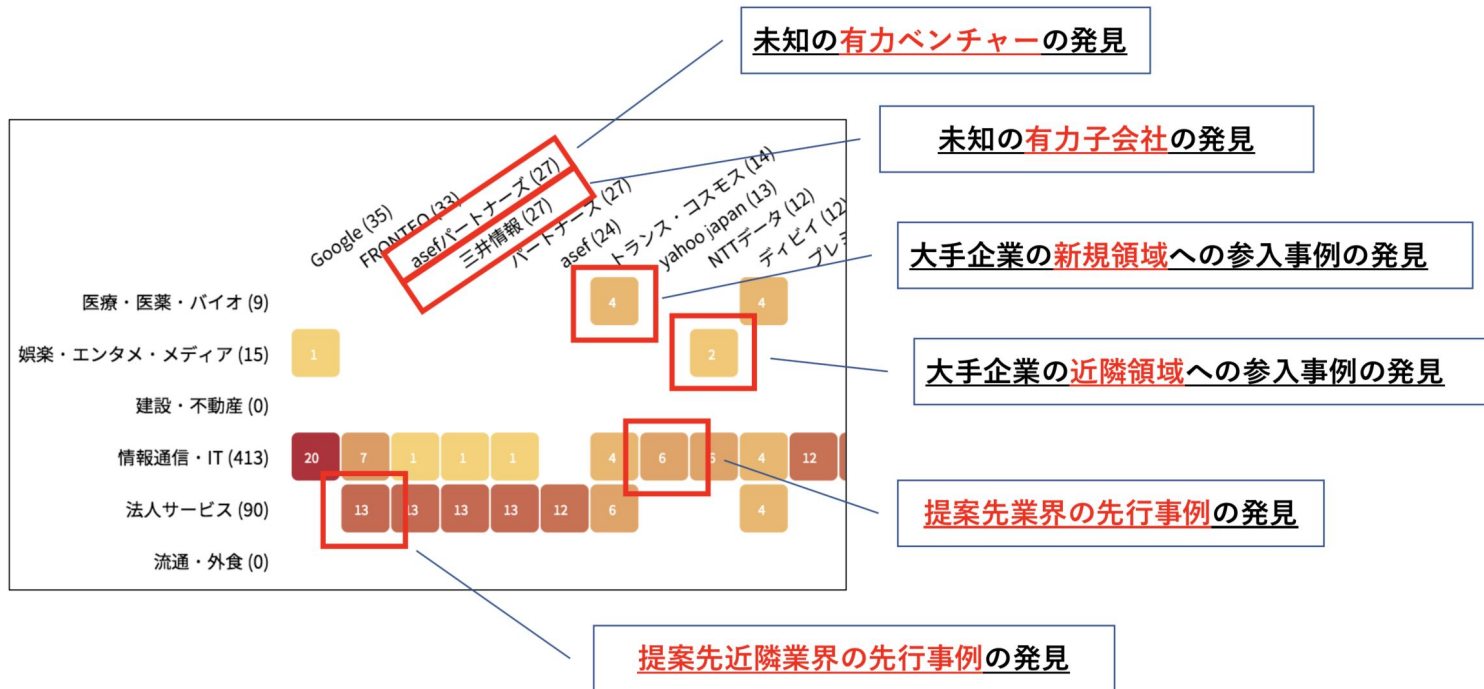 未知の有力ベンチャーの発見
未知の有力子会社の発見
大手企業の新規領域への参入事例の発見
大手企業の近隣領域への参入事例の発見
提案先業界の先行事例の発見
提案先近隣業界の先行事例の発見
Google (35)
FRONTEO (33)
asefパートナーズ (27)
三井情報 (27)
パートナーズ (27)
asef (24)
トランス・コスモス (14)
yahoo japan (13)
NTTデータ (12)
ディビイ (12)
プレミ
医療・医薬・バイオ (9) 4 4
娯楽・エンタメ・メディア (15) 1 2
建設・不動産 (0)
情報通信・IT (413) 20 7 1 1 1 4 6 6 4 12
法人サービス (90) 13 13 13 13 12 6 4
流通・外食 (0)